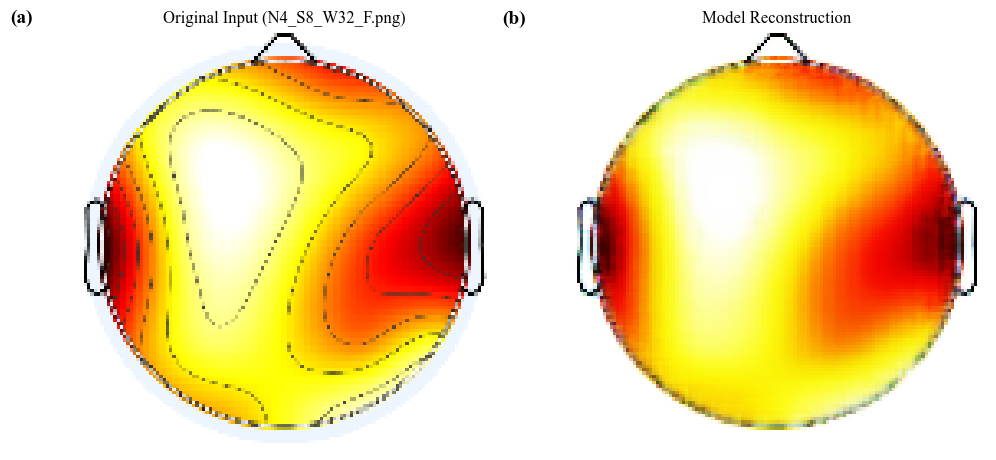 (a)
Original Input (N4_S8_W32_F.png)
(b)
Model Reconstruction